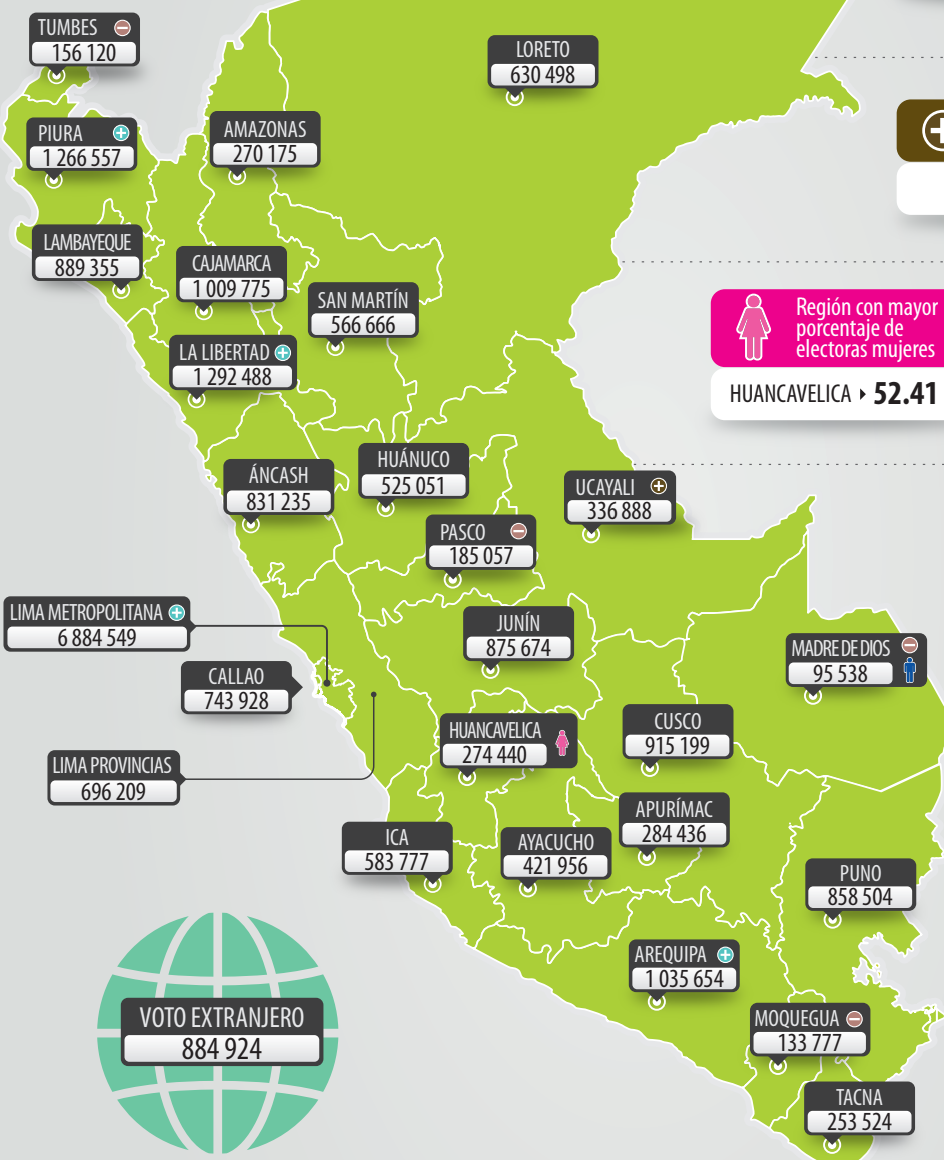 TUMBES
156 120
LORETO
630 498
PIURA
1 266 557
AMAZONAS
270 175
LAMBAYEQUE
889 355
CAJAMARCA
1 009 775
SAN MARTÍN
566 666
Región con mayor
porcentaje de
electoras mujeres
HUANCAVELICA 52.41
LA LIBERTAD
1 292 488
ÁNCASH
831 235
HUÁNUCO
525 051
UCAYALI
336 888
PASCO
185 057
LIMA METROPOLITANA
6 884 549
JUNÍN
875 674
MADRE DE DIOS
95 538
CALLAO
743 928
HUANCAVELICA
274 440
CUSCO
915 199
LIMA PROVINCIAS
696 209
APURÍMAC
284 436
ICA
583 777
AYACUCHO
421 956
PUNO
858 504
AREQUIPA
1 035 654
VOTO EXTRANJERO
884 924
MOQUEGUA
133 777
TACNA
253 524